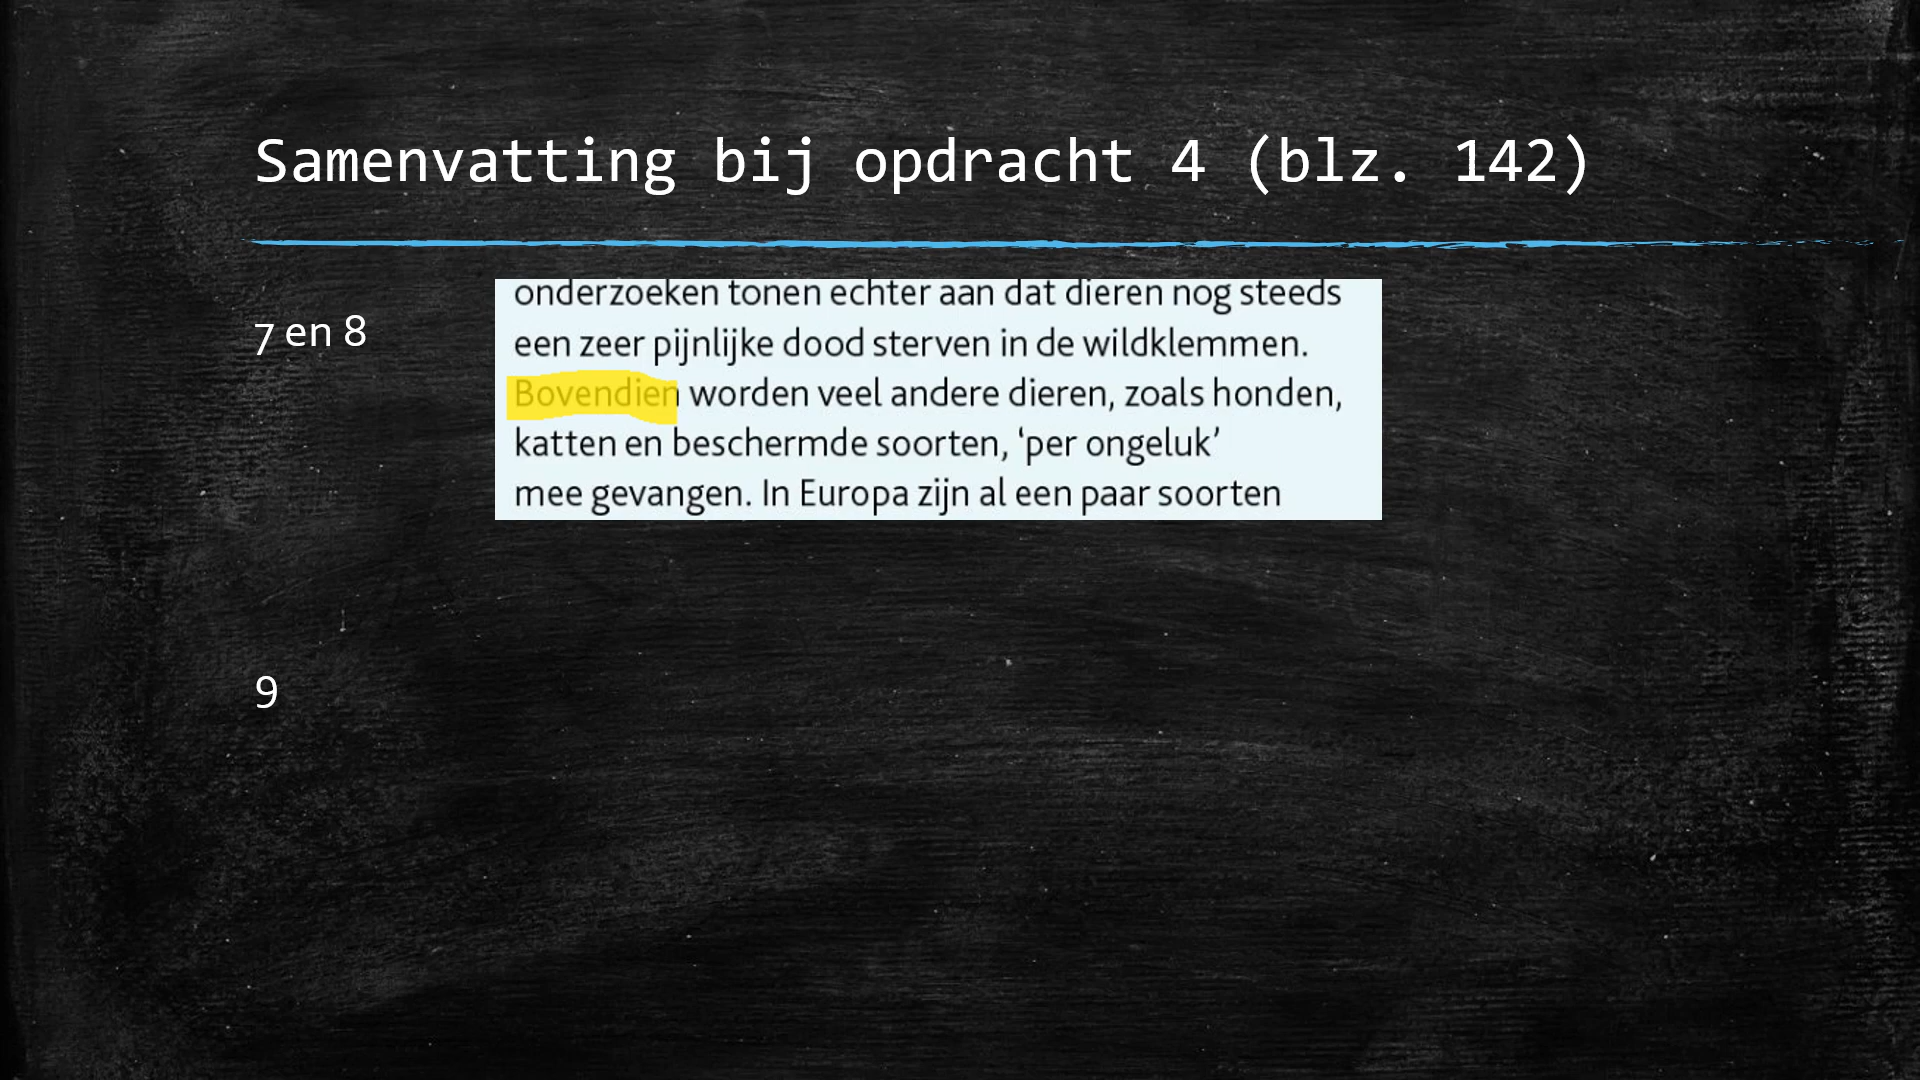 Samenvatting bij opdracht 4 (blz. 142)
7 en 8
onderzoeken tonen echter aan dat dieren nog steeds
een zeer pijnlijke dood sterven in de wildklemmen.
Bovendien worden veel andere dieren, zoals honden,
katten en beschermde soorten, ‘per ongeluk’
mee gevangen. In Europa zijn al een paar soorten
9